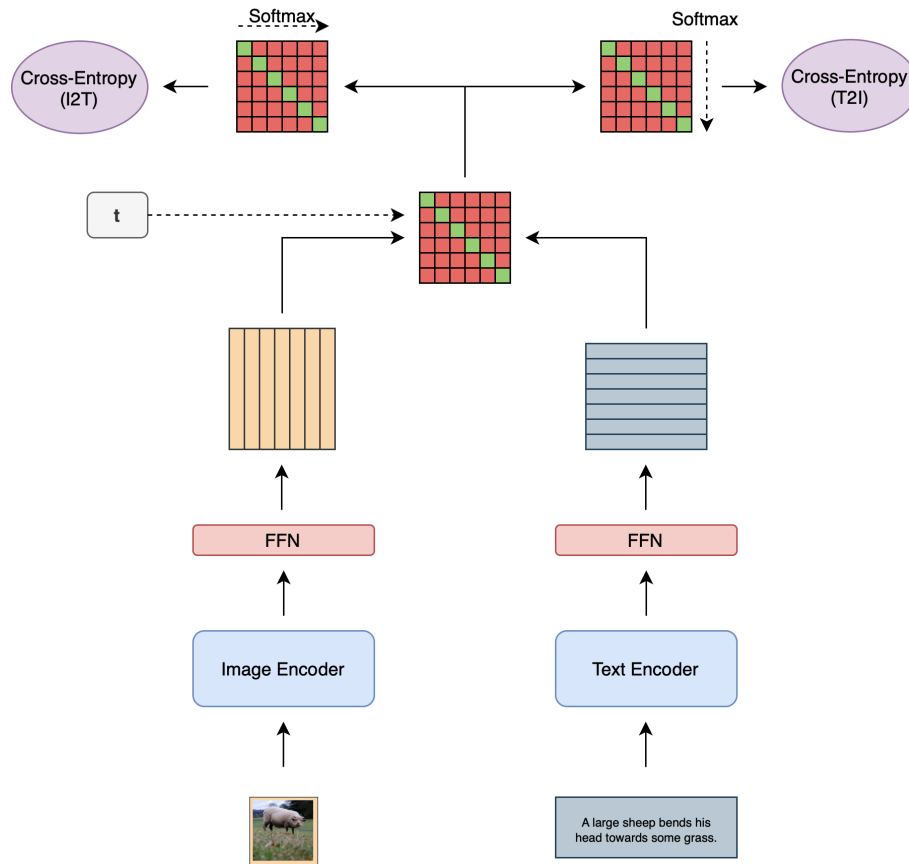 Softmax
Softmax
Cross-Entropy
(I2T)
Cross-Entropy
(T2I)
t
FFN
FFN
Image Encoder
Text Encoder
A large sheep bends his
head towards some grass.